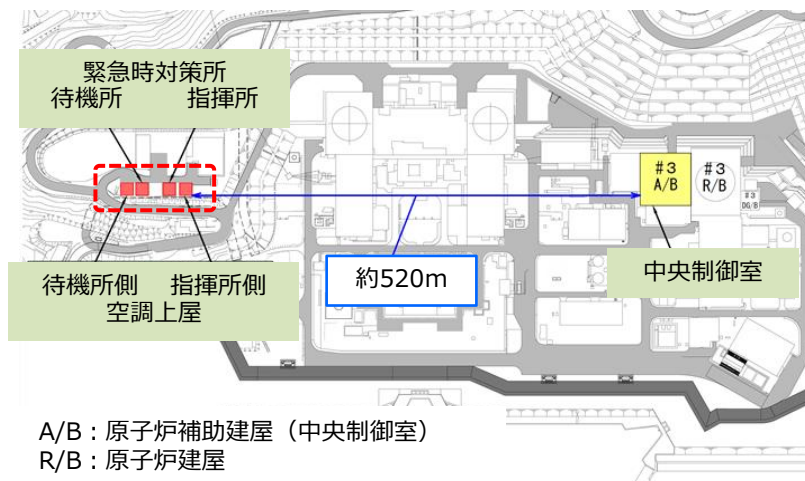 緊急時対策所
待機所 指揮所
#3
A/B
#3
R/B
#3
DG/B
待機所側 指揮所側
空調上屋
約520m
中央制御室
A/B：原子炉補助建屋（中央制御室）
R/B：原子炉建屋